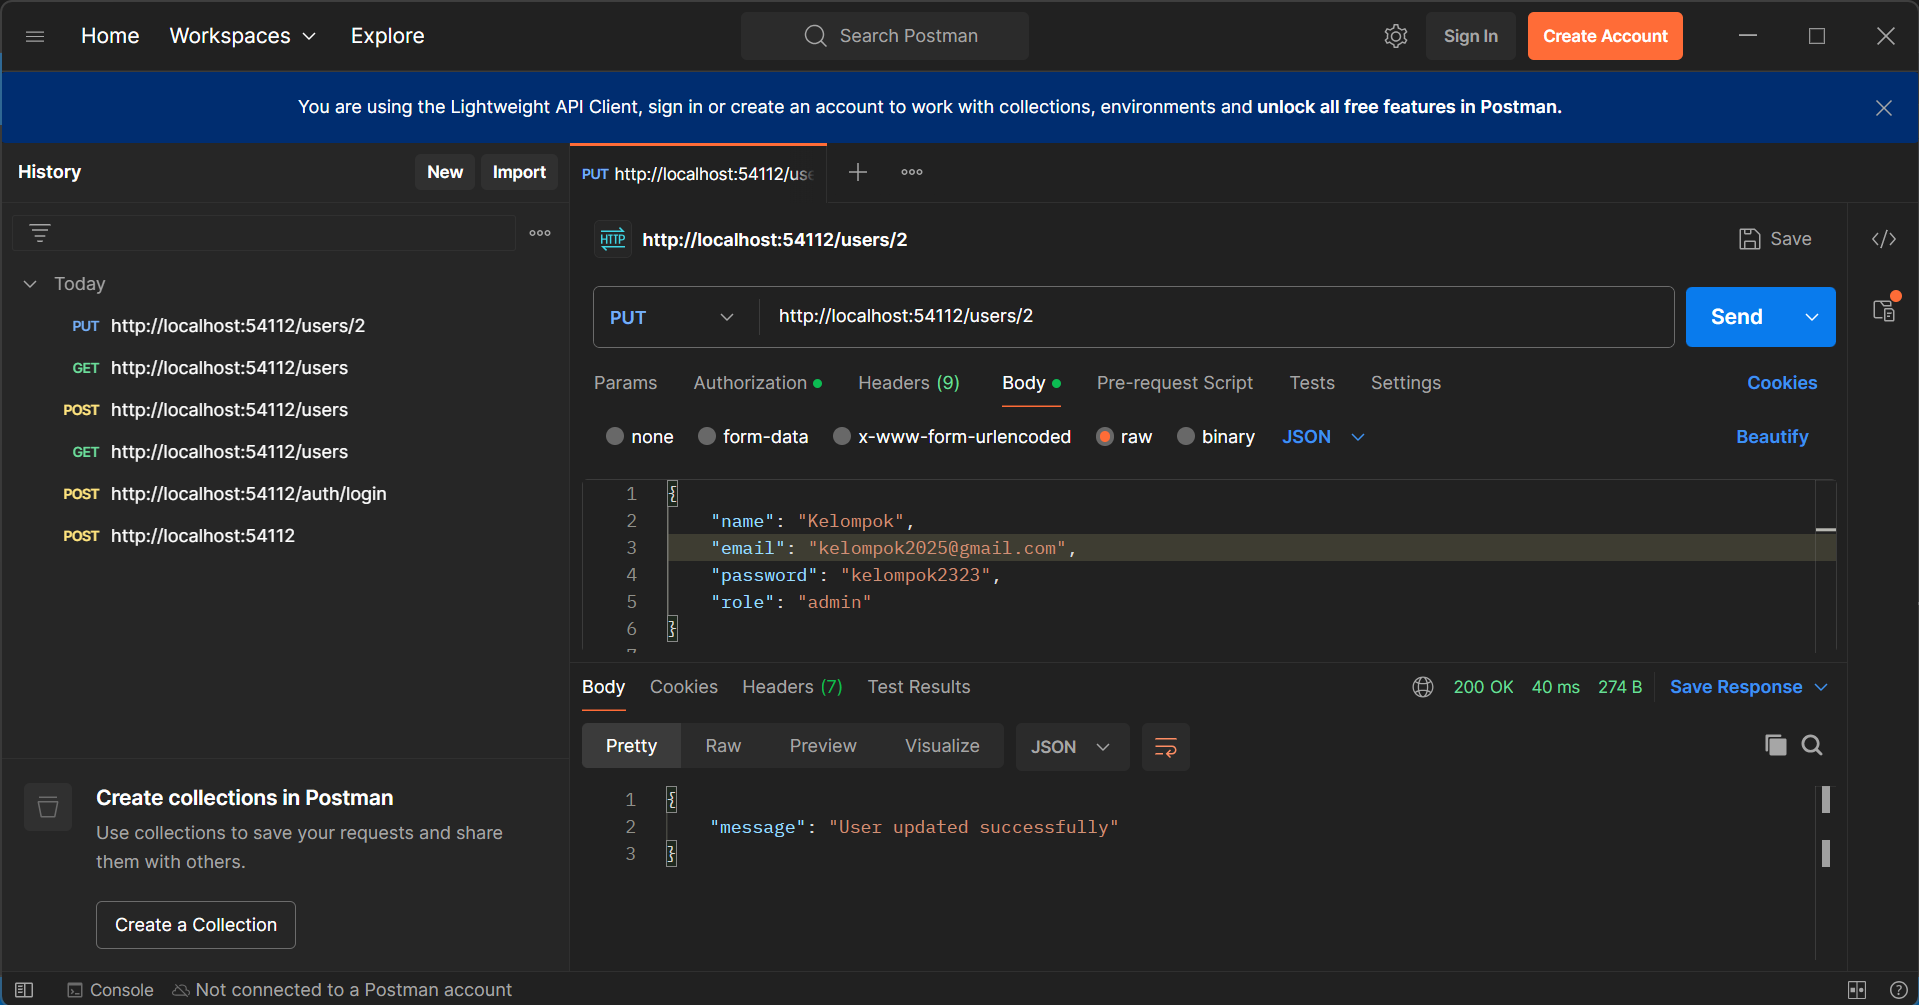 Home Workspaces Explore
Search Postman
Sign In Create Account
You are using the Lightweight API Client, sign in or create an account to work with collections, environments and unlock all free features in Postman.
History New Import
PUT http://localhost:54112/use
HTTP http://localhost:54112/users/2
Save
Today
PUT http://localhost:54112/users/2
GET http://localhost:54112/users
POST http://localhost:54112/users
GET http://localhost:54112/users
POST http://localhost:54112/auth/login
POST http://localhost:54112
Create collections in Postman
Use collections to save your requests and share
them with others.
Create a Collection
PUT http://localhost:54112/users/2 Send
Params Authorization Headers (9) Body Pre-request Script Tests Settings Cookies
none form-data x-www-form-urlencoded raw binary JSON Beautify
1 {
2 "name": "Kelompok",
3 "email": "kelompok2025@gmail.com",
4 "password": "kelompok2323",
5 "role": "admin"
6 }
7
Body Cookies Headers (7) Test Results 200 OK 40 ms 274 B Save Response
Pretty Raw Preview Visualize JSON
1 {
2 "message": "User updated successfully"
3 }
Console Not connected to a Postman account